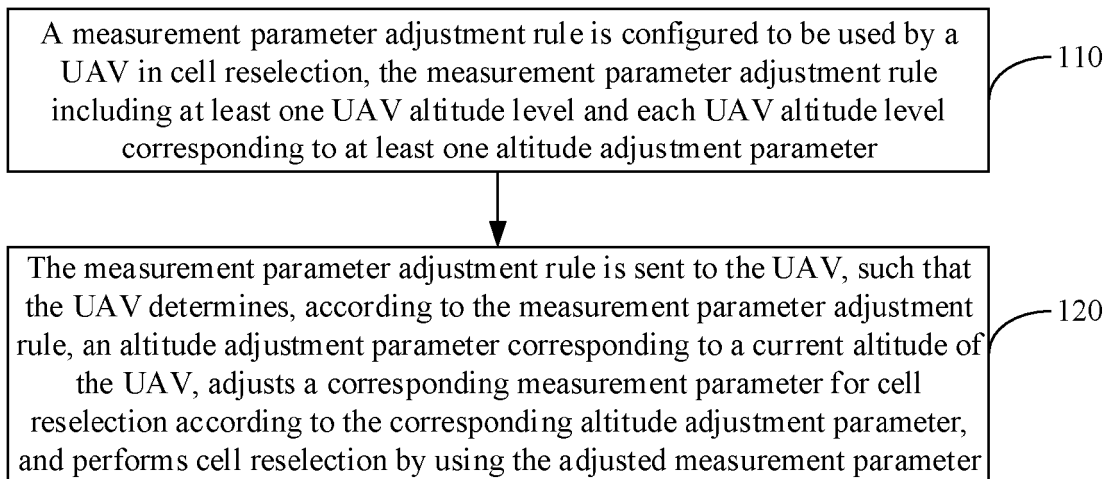 A measurement parameter adjustment rule is configured to be used by a
UAV in cell reselection, the measurement parameter adjustment rule
including at least one UAV altitude level and each UAV altitude level
corresponding to at least one altitude adjustment parameter
110
The measurement parameter adjustment rule is sent to the UAV, such that
the UAV determines, according to the measurement parameter adjustment
rule, an altitude adjustment parameter corresponding to a current altitude of
the UAV, adjusts a corresponding measurement parameter for cell
reselection according to the corresponding altitude adjustment parameter,
and performs cell reselection by using the adjusted measurement parameter
120